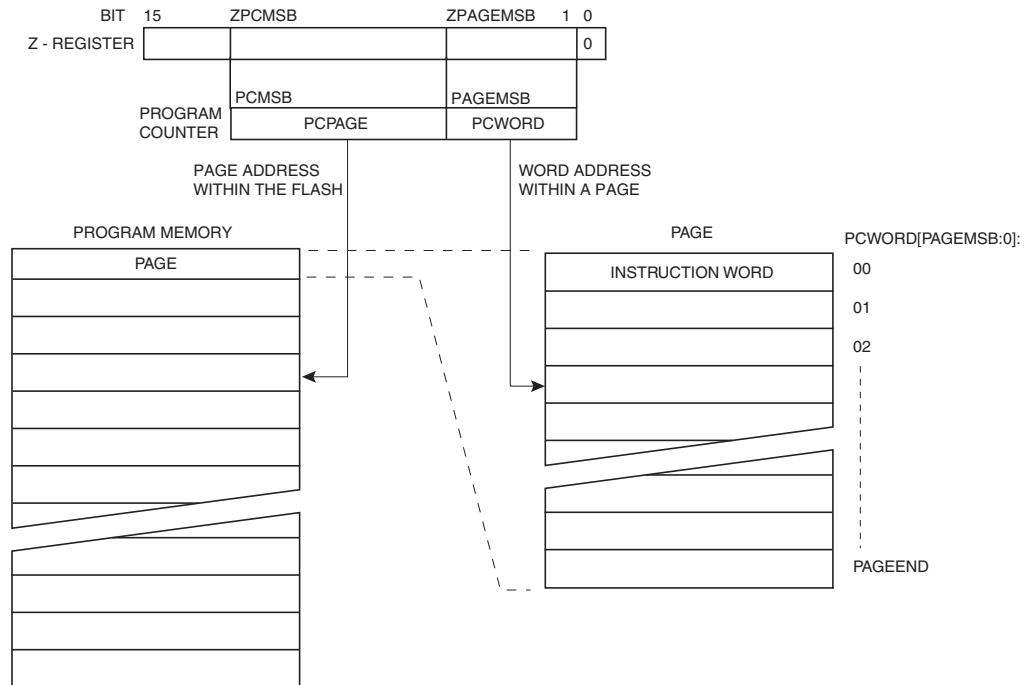 BIT 15 ZPCMSB ZPAGEMSB 1 0
Z - REGISTER 0
PCMSB PAGEMSB
PROGRAM
COUNTER
PCPAGE PCWORD
PAGE ADDRESS
WITHIN THE FLASH
WORD ADDRESS
WITHIN A PAGE
PROGRAM MEMORY
PAGE
PAGE
PCWORD[PAGEMSB:0]:
INSTRUCTION WORD
00
01
02
PAGEEND